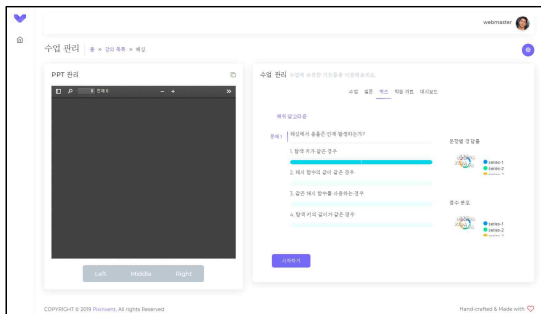 webmaster
수업 관리 홈 » 강의 목록 » 해싱
PPT 관리
수업 관리
수업 설문 퀴즈 학습 자료 대시보드
해쉬 알고리즘
문제 1 해싱에서 충돌은 언제 발생하는가?
1. 탐색 키가 같은 경우
2. 해시 함수의 값이 같은 경우
3. 같은 해시 함수를 사용하는 경우
4. 탐색 키의 길이가 같은 경우
문항별 정답률
series-1
series-2
점수 분포
series-1
series-2
시작하기
Left Middle Right
COPYRIGHT © 2019 Pixinvent, All rights Reserved
Hand-crafted & Made with